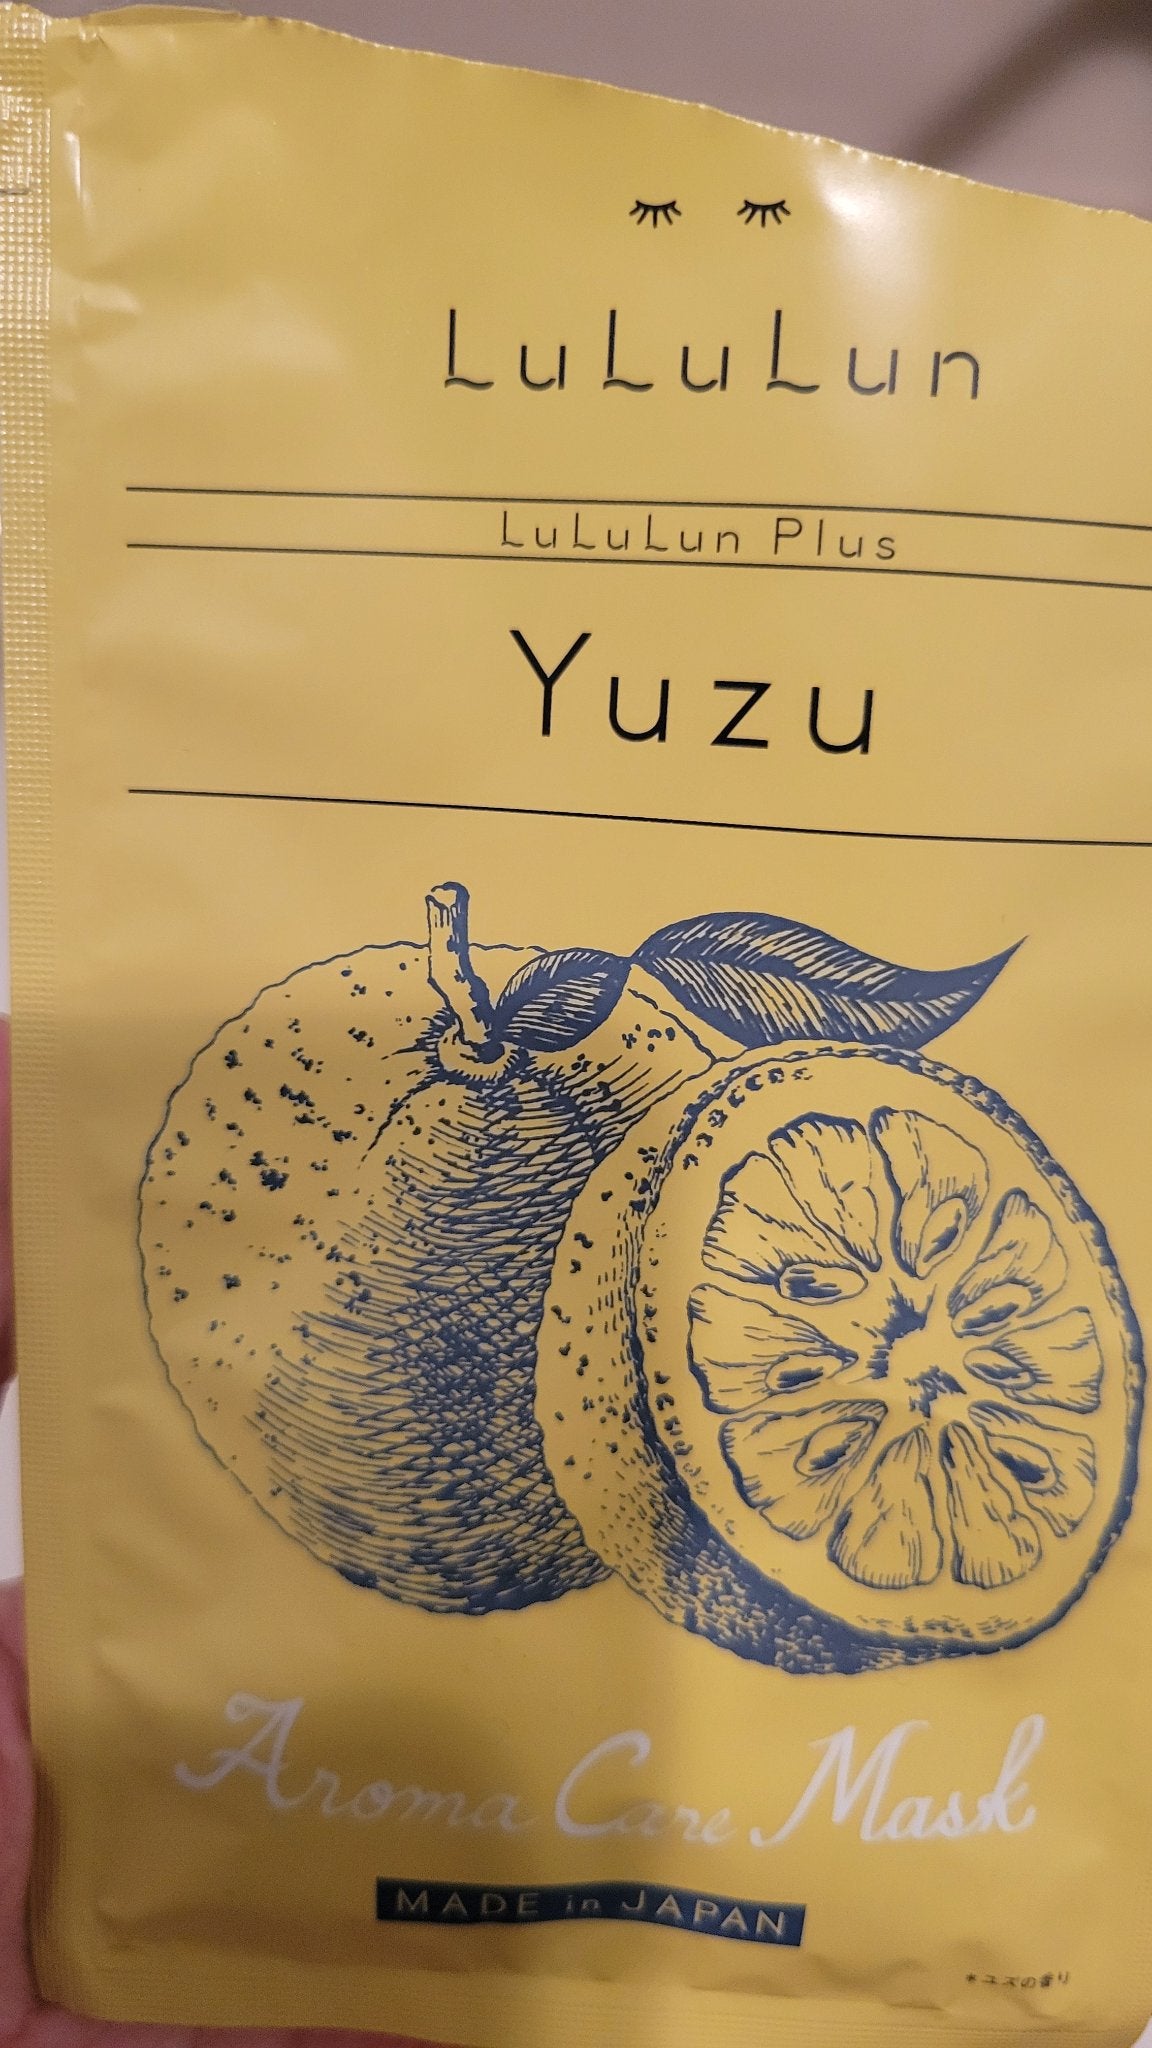 LuLuLun
LuLuLun Plus
Yuzu
Aroma Care Mask
MADE in JAPAN
*ユズの香り